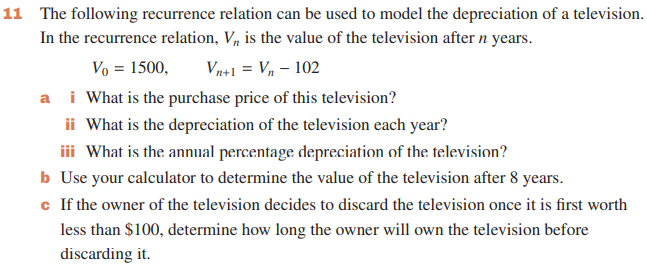 11 The following recurrence relation can be used to model the depreciation of a television.
In the recurrence relation, Vₙ is the value of the television after n years.
V₀ = 1500, Vₙ₊₁ = Vₙ − 102
a i What is the purchase price of this television?
ii What is the depreciation of the television each year?
iii What is the annual percentage depreciation of the television?
b Use your calculator to determine the value of the television after 8 years.
c If the owner of the television decides to discard the television once it is first worth
less than $100, determine how long the owner will own the television before
discarding it.